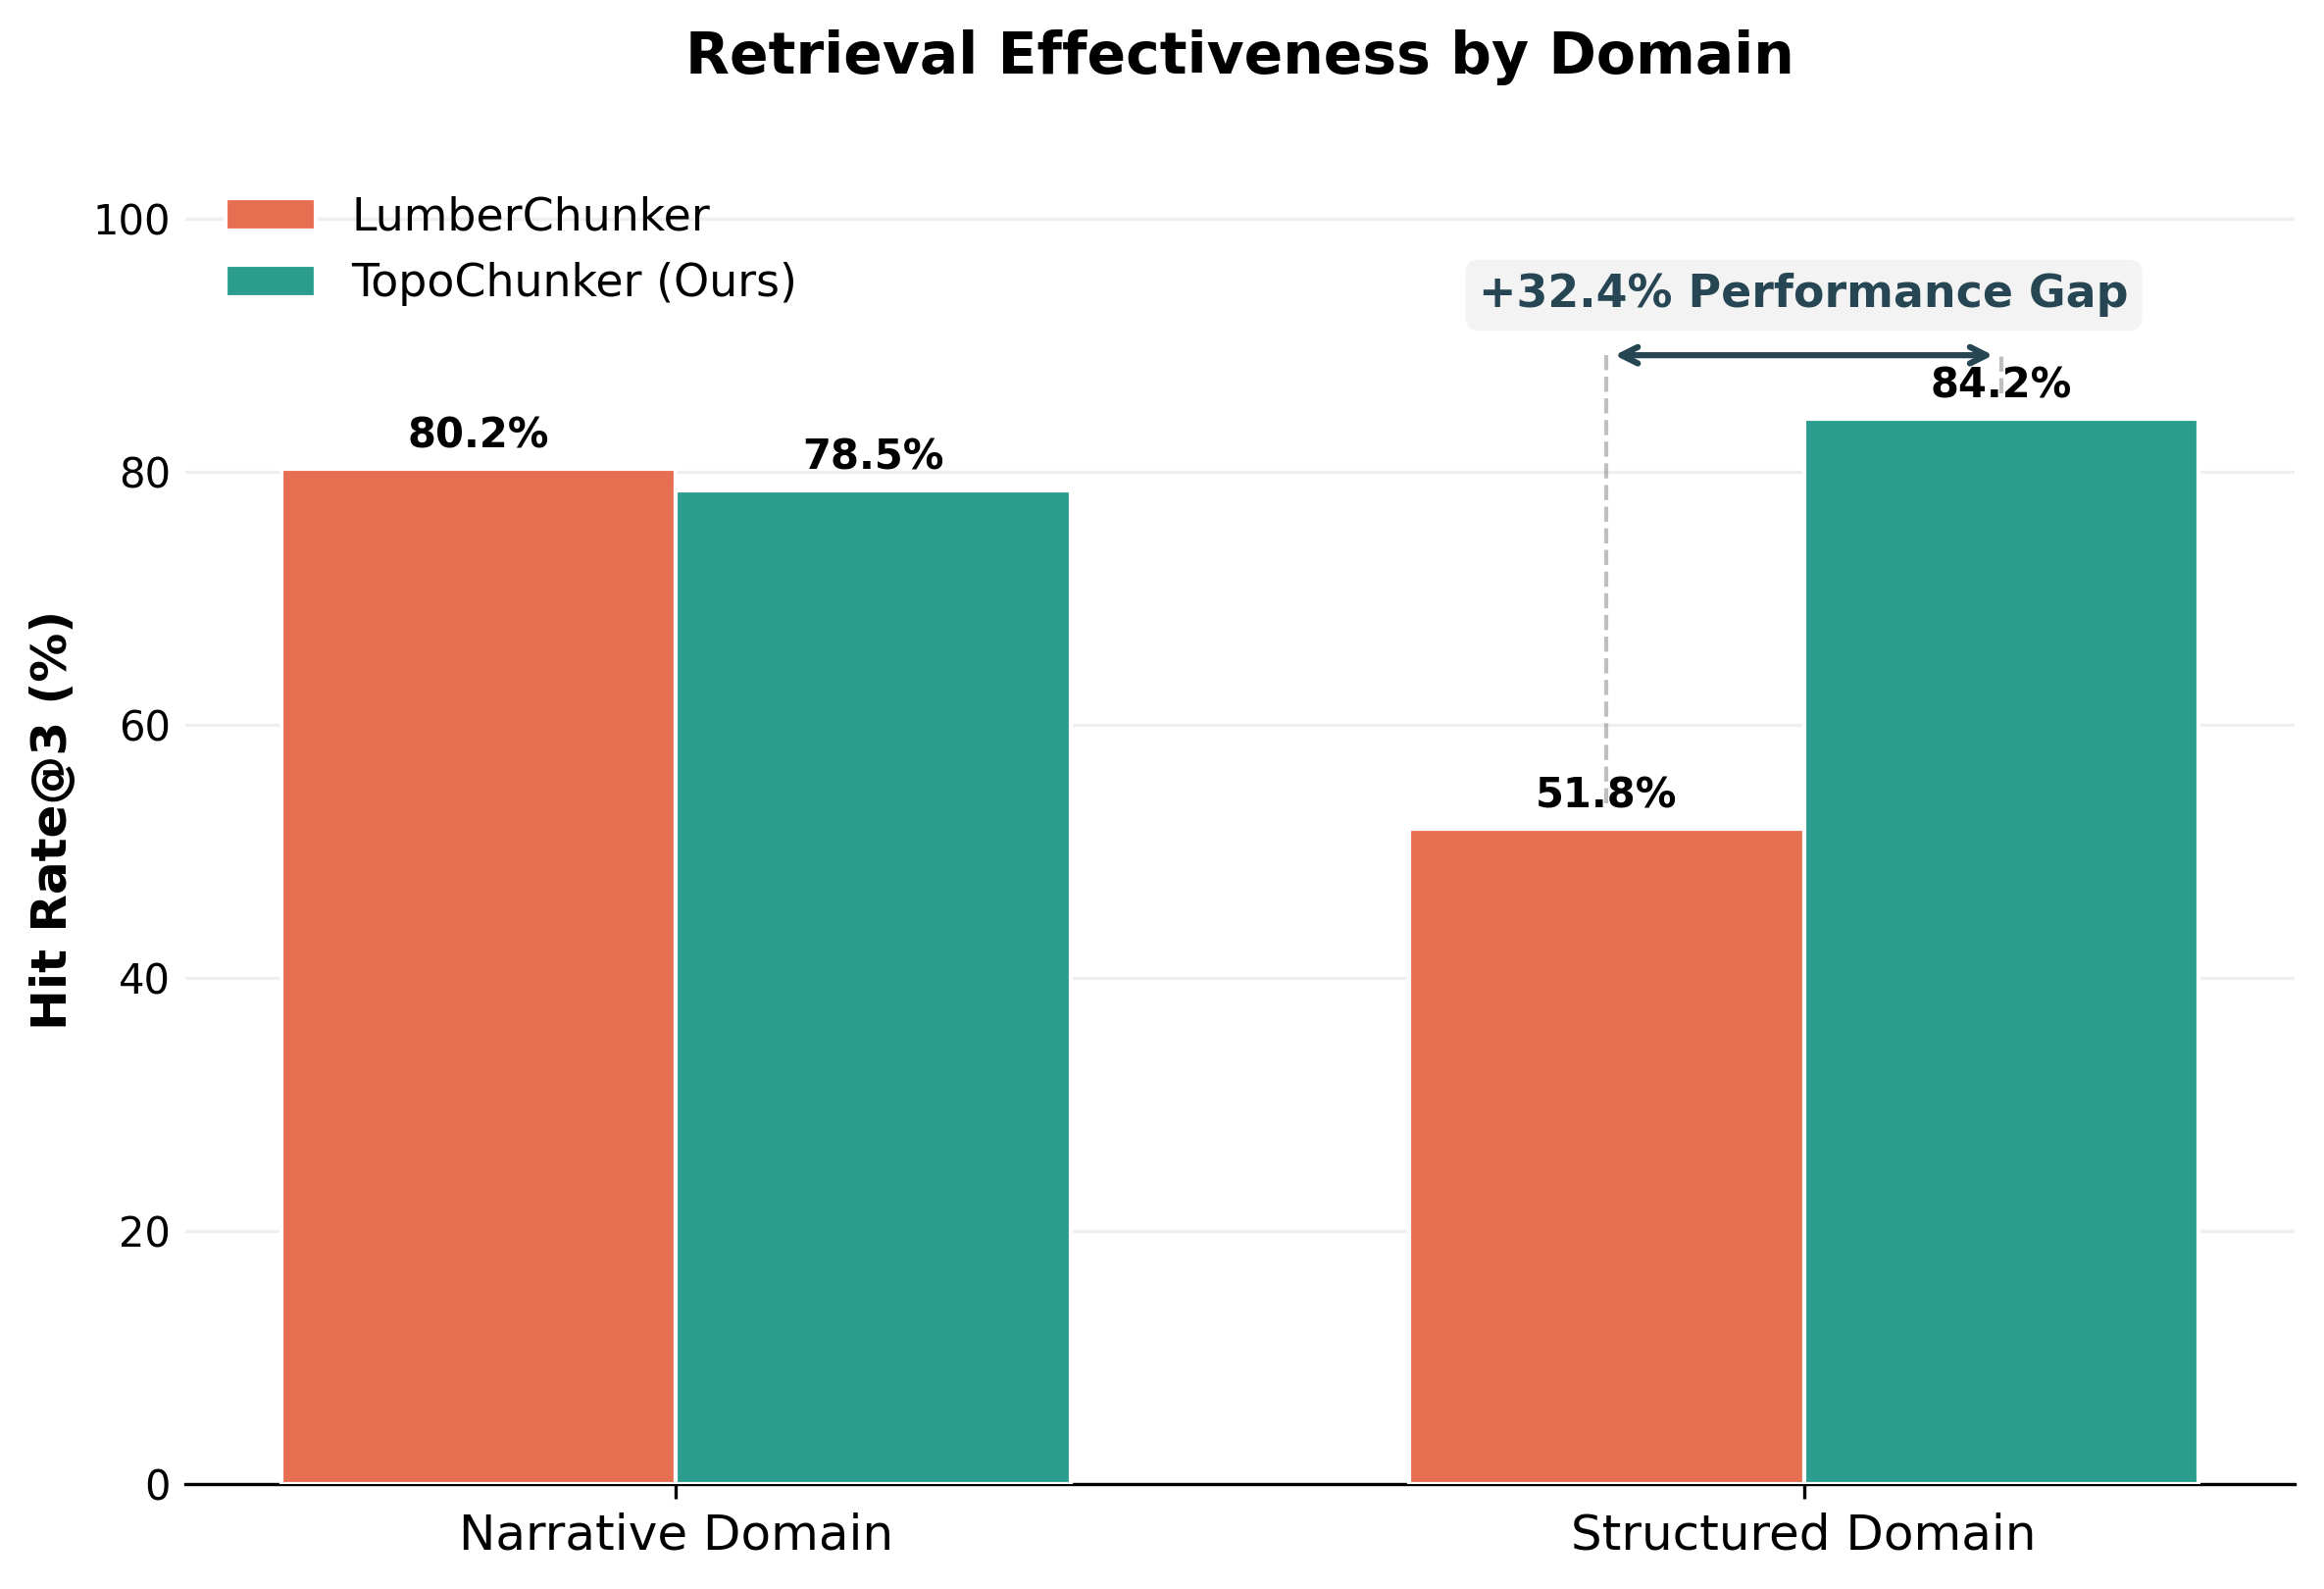 Retrieval Effectiveness by Domain
LumberChunker
TopoChunker (Ours)
+32.4% Performance Gap
80.2%
78.5%
51.8%
84.2%
Hit Rate@3 (%)
100
80
60
40
20
0
Narrative Domain
Structured Domain